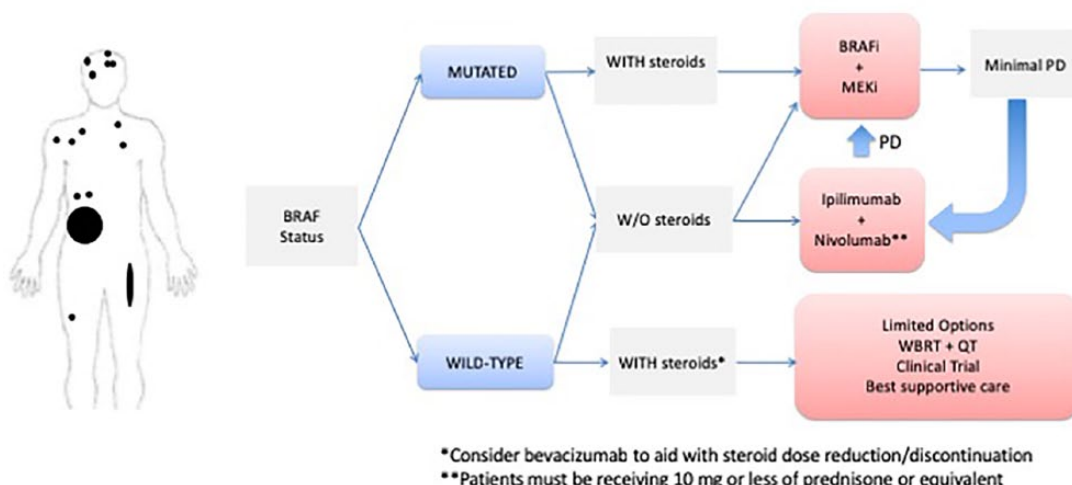 BRAF
Status
MUTATED
WILD-TYPE
WITH steroids
W/O steroids
WITH steroids*
BRAFi
+
MEKi
Minimal PD
PD
Ipilimumab
+
Nivolumab**
Limited Options
WBRT + QT
Clinical Trial
Best supportive care
*Consider bevacizumab to aid with steroid dose reduction/discontinuation
**Patients must be receiving 10 mg or less of prednisone or equivalent